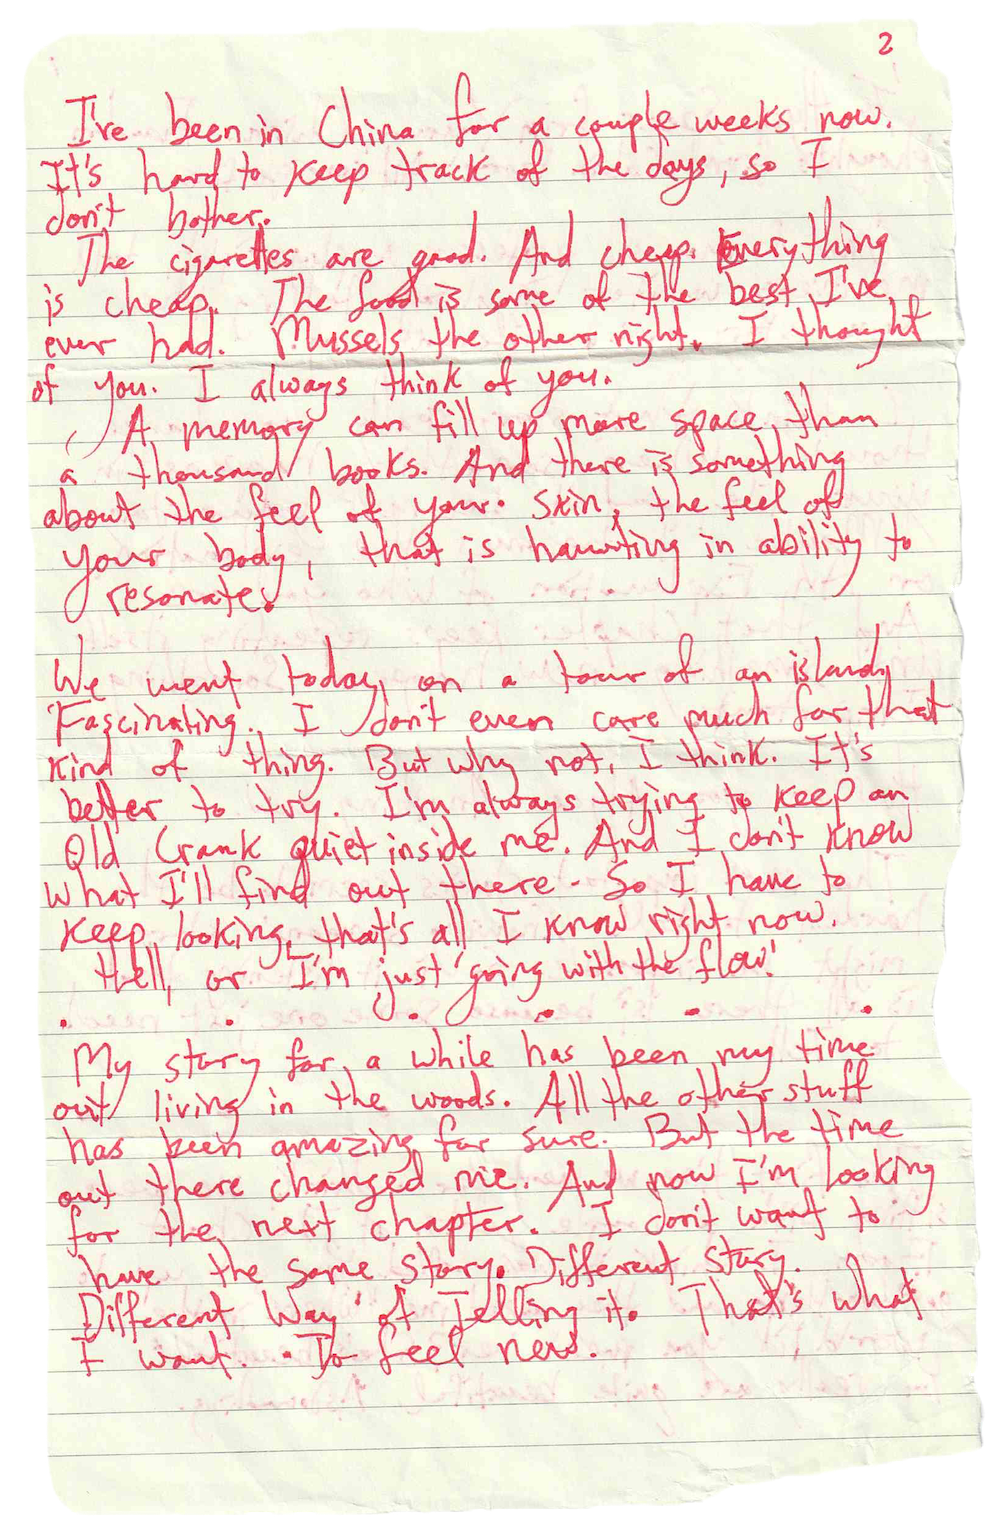 2
I've been in China for a couple weeks now.
It's hard to keep track of the days, so I
don't bother.
The cigarettes are good. And cheap. Everything
is cheap. The food is some of the best I've
ever had. Mussels the other night. I thought
of you. I always think of you.
A memory can fill up more space than
a thousand books. And there is something
about the feel of your skin, the feel of
your body, that is haunting in ability to
resonate.
We went today on a tour of an island,
Fascinating. I don't even care much for that
kind of thing. But why not, I think. It's
better to try. I'm always trying to keep an
Old Crank quiet inside me. And I don't know
what I'll find out there. So I have to
keep looking, that's all I know right now.
Hell, or I'm just 'going with the flow.'
. . . . . .
My story for a while has been my time
out living in the woods. All the other stuff
has been amazing for sure. But the time
out there changed me. And now I'm looking
for the next chapter. I don't want to
have the same story. Different story.
Different Way of Telling it. That's what
I want. To feel new.